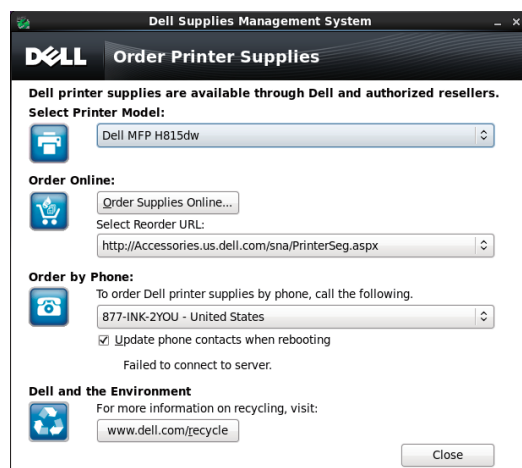 Dell Supplies Management System
DELL Order Printer Supplies
Dell printer supplies are available through Dell and authorized resellers.
Select Printer Model:
Dell MFP H815dw
Order Online:
Order Supplies Online...
Select Reorder URL:
http://Accessories.us.dell.com/sna/PrinterSeg.aspx
Order by Phone:
To order Dell printer supplies by phone, call the following.
877-INK-2YOU - United States
Update phone contacts when rebooting
Failed to connect to server.
Dell and the Environment
For more information on recycling, visit:
www.dell.com/recycle
Close